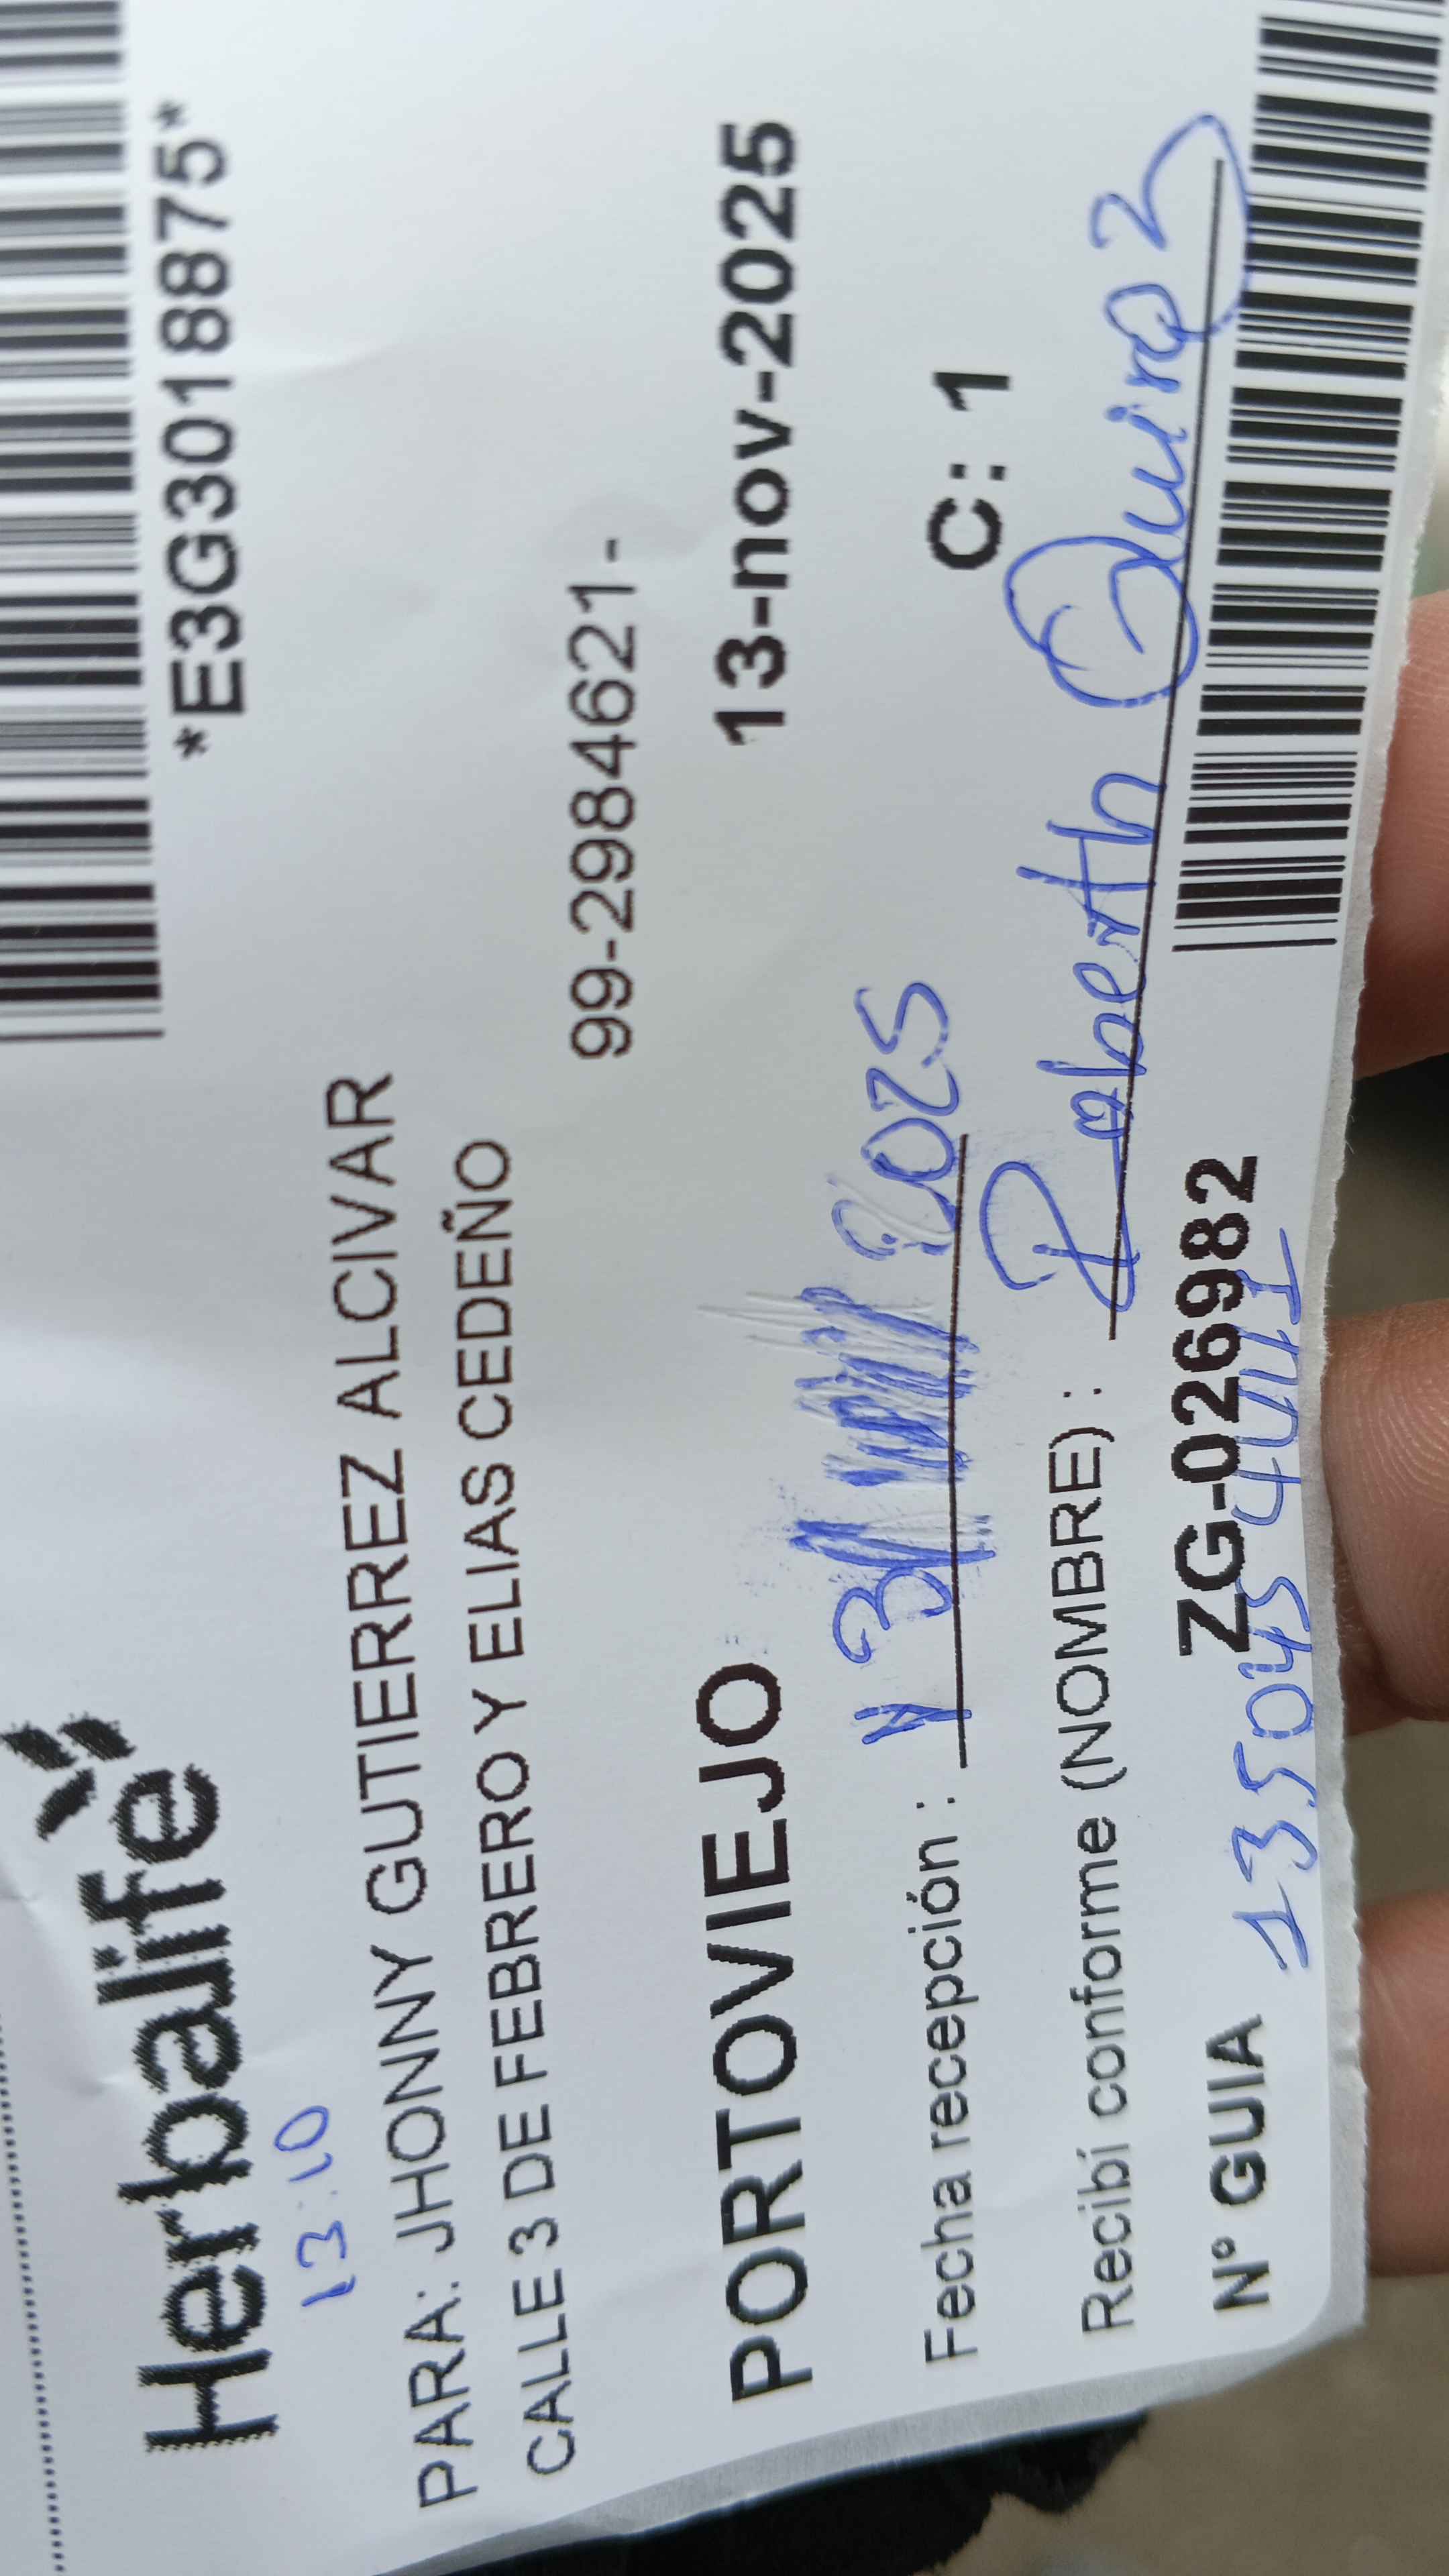 *E3G3018875*
Herbalife
13:10
PARA: JHONNY GUTIERREZ ALCIVAR
CALLE 3 DE FEBRERO Y ELIAS CEDEÑO
99-2984621-
PORTOVIEJO 13-nov-2025
Fecha recepción : 13 2025
C: 1
Recibí conforme (NOMBRE) : Roberth Quiroz
Nº GUIA ZG-026982